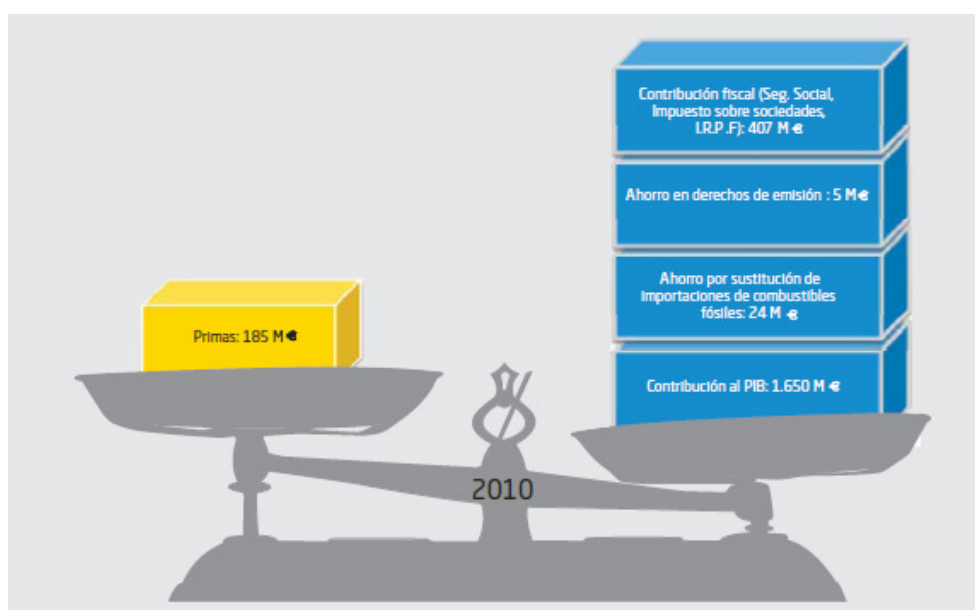 Contribución fiscal (Seg. Social,
Impuesto sobre sociedades,
I.R.P .F): 407 M €
Ahorro en derechos de emisión : 5 M€
Ahorro por sustitución de
importaciones de combustibles
fósiles: 24 M €
Primas: 185 M €
Contribución al PIB: 1.650 M €
2010